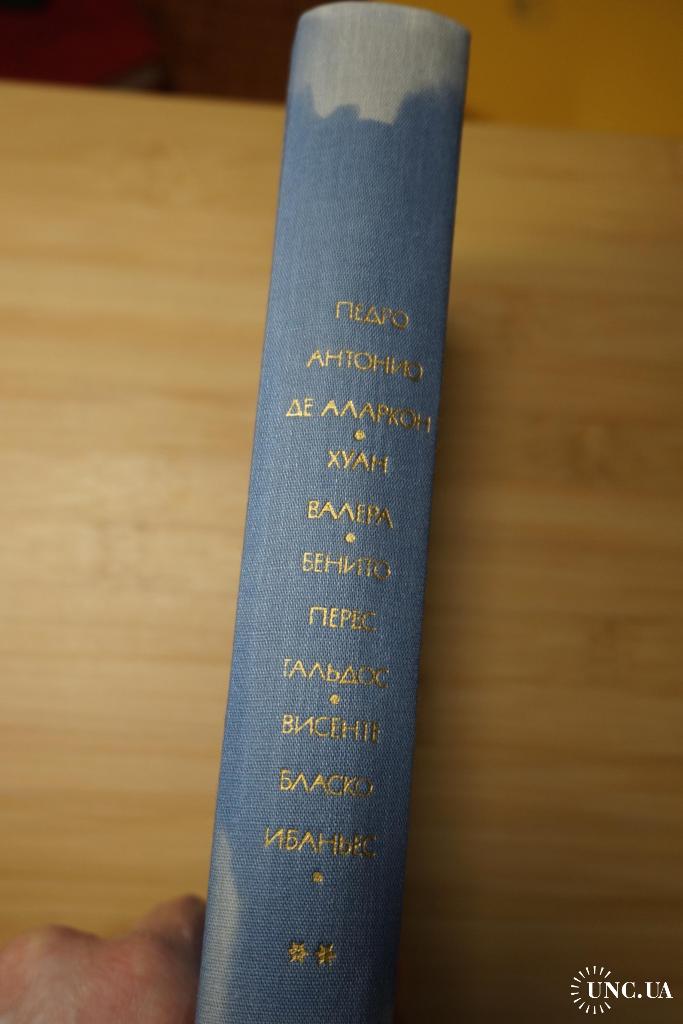 ПЕДРО
АНТОНИО
ДЕ АЛАРКОН
ХУАН
ВАЛЕРА
БЕНИТО
ПЕРЕС
ГАЛЬДОС
ВИСЕНТЕ
БЛАСКО
ИБАНЬЕС
UNC.UA